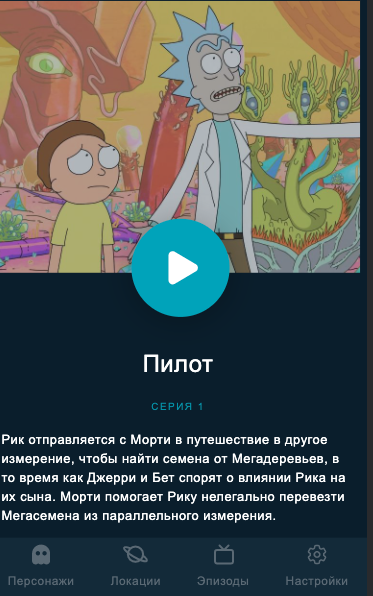 Пилот
СЕРИЯ 1
Рик отправляется с Морти в путешествие в другое
измерение, чтобы найти семена от Мегадеревьев, в
то время как Джерри и Бет спорят о влиянии Рика на
их сына. Морти помогает Рику нелегально перевезти
Мегасемена из параллельного измерения.
Персонажи Локации Эпизоды Настройки